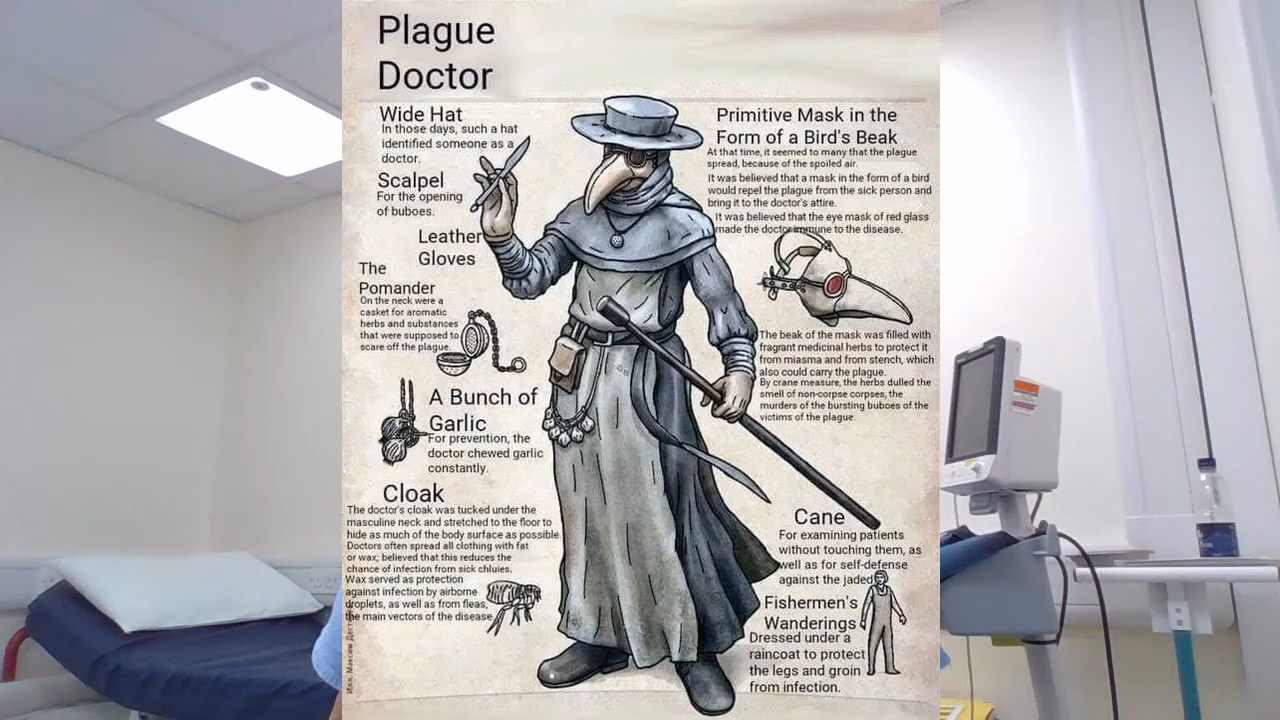 Plague
Doctor
Wide Hat
In those days, such a hat
identified someone as a
doctor.
Scalpel
For the opening
of buboes.
Leather
Gloves
The
Pomander
On the neck were a
casket for aromatic
herbs and substances
that were supposed to
scare off the plague.
A Bunch of
Garlic
For prevention, the
doctor chewed garlic
constantly.
Cloak
The doctor's cloak was tucked under the
masculine neck and stretched to the floor to
hide as much of the body surface as possible.
Doctors often spread all clothing with fat
or wax; believed that this reduces the
chance of infection from sick chluies.
Wax served as protection
against infection by airborne
droplets, as well as from fleas,
the main vectors of the disease.
Primitive Mask in the
Form of a Bird's Beak
At that time, it seemed to many that the plague
spread, because of the spoiled air.
It was believed that a mask in the form of a bird
would repel the plague from the sick person and
bring it to the doctor's attire.
It was believed that the eye mask of red glass
made the doctor immune to the disease.
The beak of the mask was filled with
fragrant medicinal herbs to protect it
from miasma and from stench, which
also could carry the plague.
By crane measure, the herbs dulled the
smell of non-corpse corpses, the
murders of the bursting buboes of the
victims of the plague.
Cane
For examining patients
without touching them, as
well as for self-defense
against the jaded
Fishermen's
Wanderings
Dressed under a
raincoat to protect
the legs and groin
from infection.